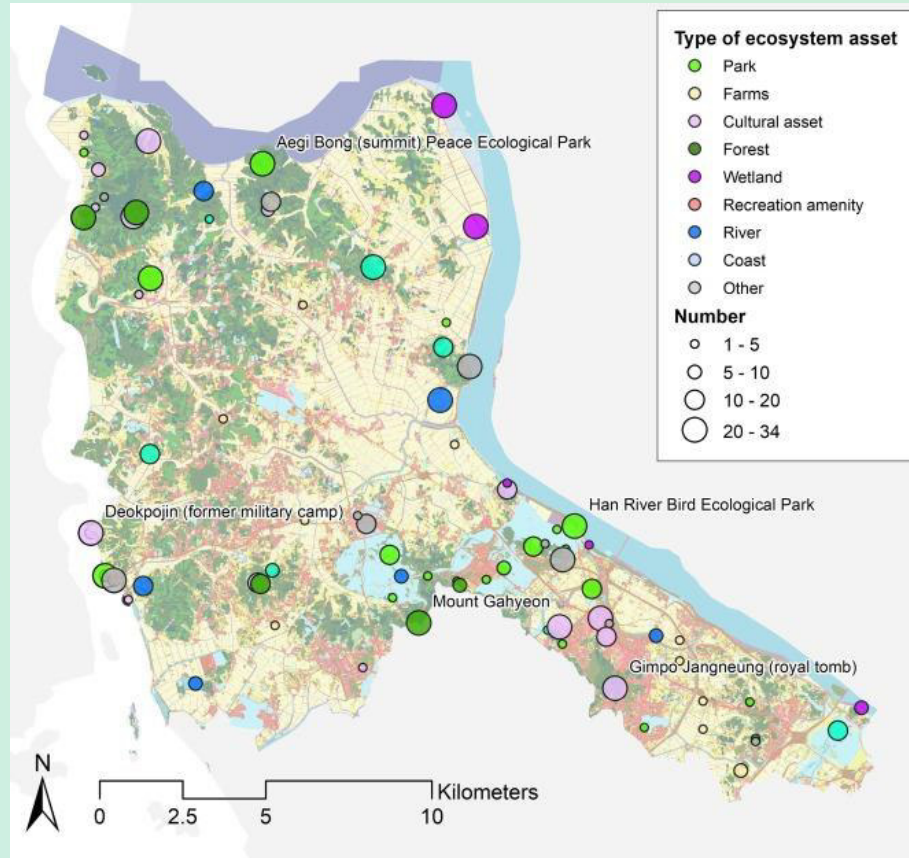 Type of ecosystem asset
Park
Farms
Cultural asset
Forest
Wetland
Recreation amenity
River
Coast
Other
Number
1 - 5
5 - 10
10 - 20
20 - 34
Aegi Bong (summit) Peace Ecological Park
Deokpojin (former military camp)
Han River Bird Ecological Park
Mount Gahyeon
Gimpo Jangneung (royal tomb)
N
Kilometers
0 2.5 5 10